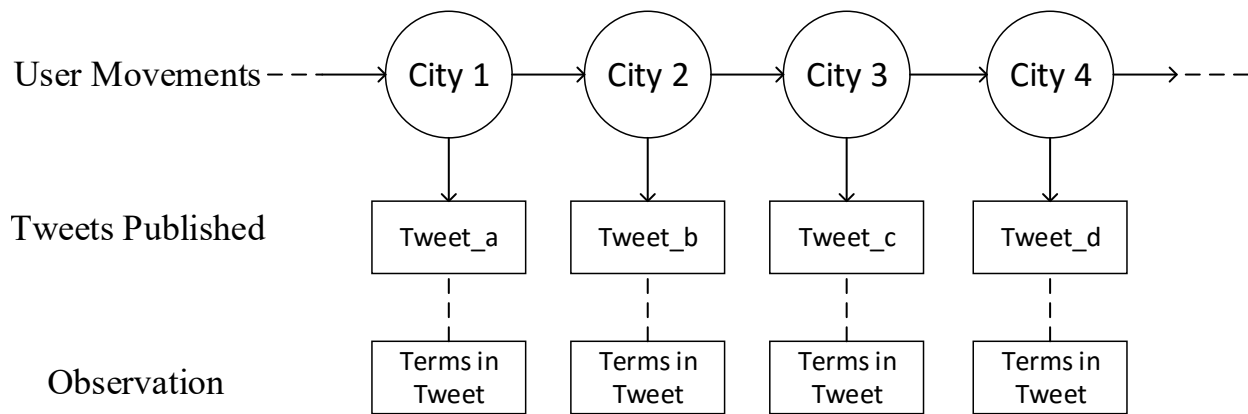 User Movements
City 1
City 2
City 3
City 4
Tweets Published
Tweet_a
Tweet_b
Tweet_c
Tweet_d
Observation
Terms in
Tweet
Terms in
Tweet
Terms in
Tweet
Terms in
Tweet